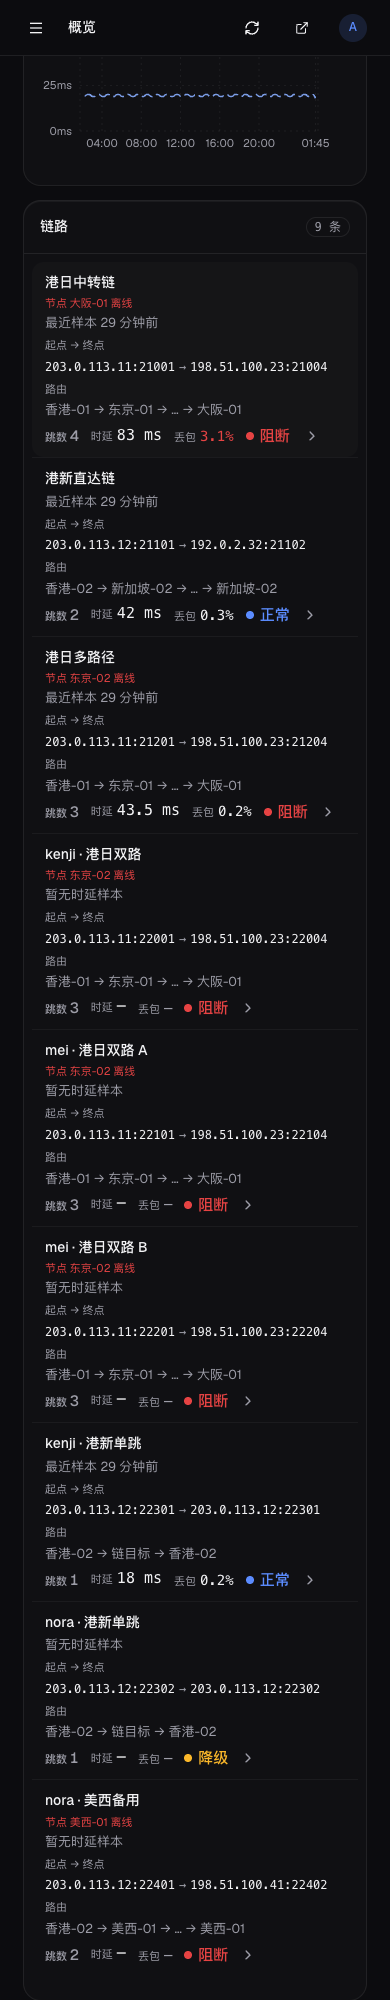 概览
A
25ms
0ms
04:00 08:00 12:00 16:00 20:00 01:45
链路
9 条
港日中转链
节点 大阪-01 离线
最近样本 29 分钟前
起点 → 终点
203.0.113.11:21001 → 198.51.100.23:21004
路由
香港-01 → 东京-01 → … → 大阪-01
跳数 4 时延 83 ms 丢包 3.1% 阻断
港新直达链
最近样本 29 分钟前
起点 → 终点
203.0.113.12:21101 → 192.0.2.32:21102
路由
香港-02 → 新加坡-02 → … → 新加坡-02
跳数 2 时延 42 ms 丢包 0.3% 正常
港日多路径
节点 东京-02 离线
最近样本 29 分钟前
起点 → 终点
203.0.113.11:21201 → 198.51.100.23:21204
路由
香港-01 → 东京-01 → … → 大阪-01
跳数 3 时延 43.5 ms 丢包 0.2% 阻断
kenji · 港日双路
节点 东京-02 离线
暂无时延样本
起点 → 终点
203.0.113.11:22001 → 198.51.100.23:22004
路由
香港-01 → 东京-01 → … → 大阪-01
跳数 3 时延 — 丢包 — 阻断
mei · 港日双路 A
节点 东京-02 离线
暂无时延样本
起点 → 终点
203.0.113.11:22101 → 198.51.100.23:22104
路由
香港-01 → 东京-01 → … → 大阪-01
跳数 3 时延 — 丢包 — 阻断
mei · 港日双路 B
节点 东京-02 离线
暂无时延样本
起点 → 终点
203.0.113.11:22201 → 198.51.100.23:22204
路由
香港-01 → 东京-01 → … → 大阪-01
跳数 3 时延 — 丢包 — 阻断
kenji · 港新单跳
最近样本 29 分钟前
起点 → 终点
203.0.113.12:22301 → 203.0.113.12:22301
路由
香港-02 → 链目标 → 香港-02
跳数 1 时延 18 ms 丢包 0.2% 正常
nora · 港新单跳
暂无时延样本
起点 → 终点
203.0.113.12:22302 → 203.0.113.12:22302
路由
香港-02 → 链目标 → 香港-02
跳数 1 时延 — 丢包 — 降级
nora · 美西备用
节点 美西-01 离线
暂无时延样本
起点 → 终点
203.0.113.12:22401 → 198.51.100.41:22402
路由
香港-02 → 美西-01 → … → 美西-01
跳数 2 时延 — 丢包 — 阻断